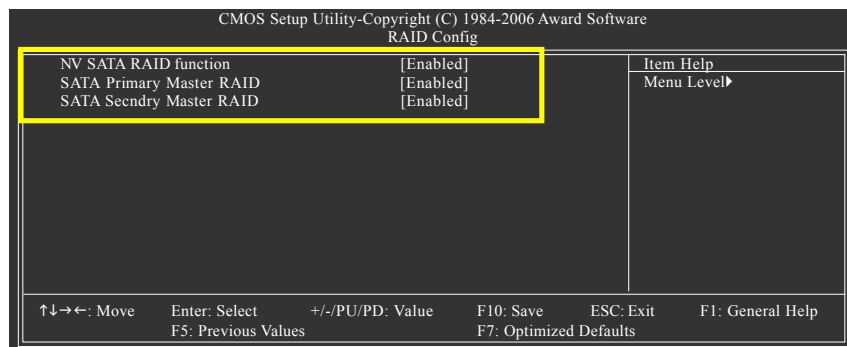 CMOS Setup Utility-Copyright (C) 1984-2006 Award Software
RAID Config
NV SATA RAID function [Enabled] Item Help
SATA Primary Master RAID [Enabled] Menu Level▶
SATA Secndry Master RAID [Enabled]
↑↓→←: Move Enter: Select +/-/PU/PD: Value F10: Save ESC: Exit F1: General Help
F5: Previous Values F7: Optimized Defaults